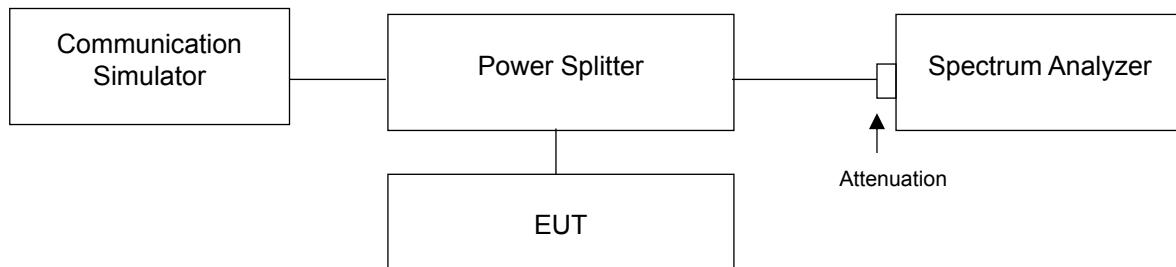 Communication
Simulator
Power Splitter
Spectrum Analyzer
Attenuation
EUT